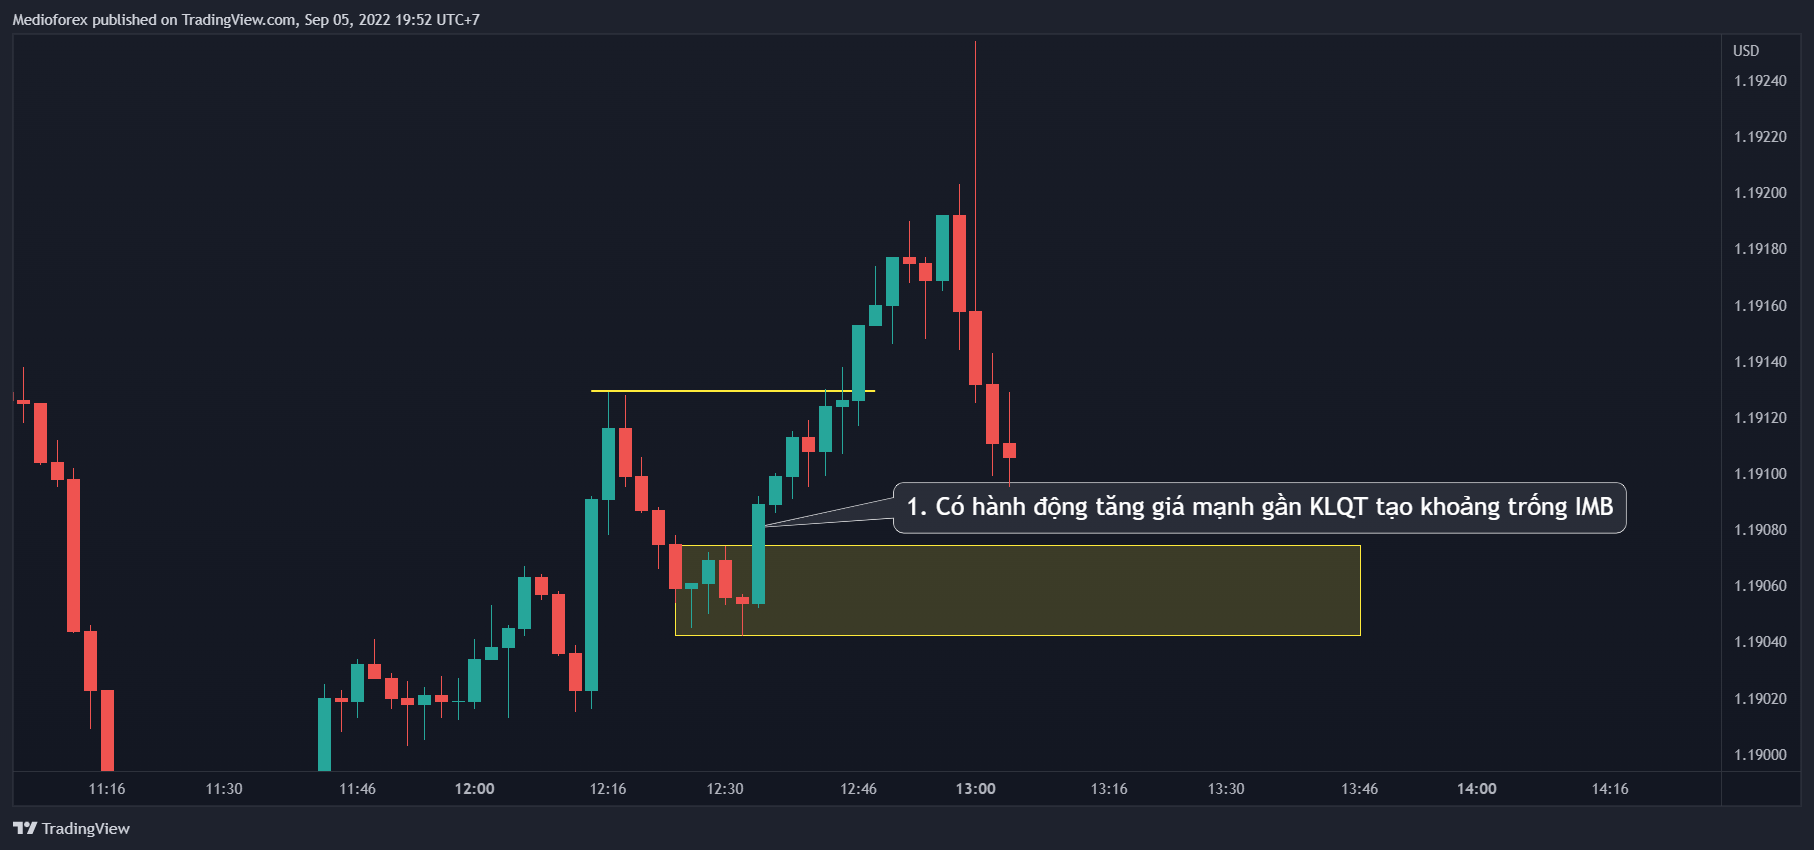 Medioforex published on TradingView.com, Sep 05, 2022 19:52 UTC+7
USD
1.19240
1.19220
1.19200
1.19180
1.19160
1.19140
1.19120
1.19100
1. Có hành động tăng giá mạnh gần KLQT tạo khoảng trống IMB
1.19080
1.19060
1.19040
1.19020
1.19000
11:16 11:30 11:46 12:00 12:16 12:30 12:46 13:00 13:16 13:30 13:46 14:00 14:16
TradingView